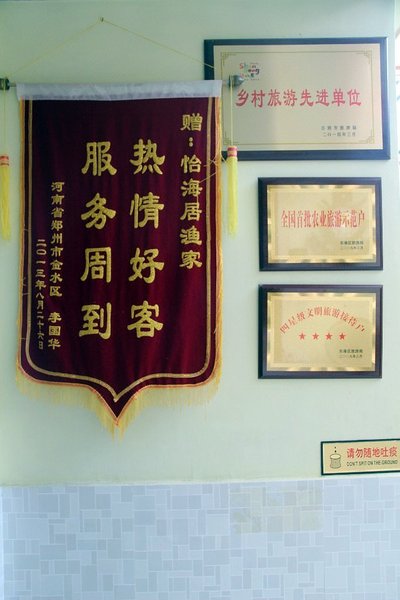 赠：怡海居渔家
热情好客
服务周到
河南省郑州市金水区 李国华
二〇一三年八月二十六日
乡村旅游先进单位
全国首批农业旅游示范户
四星级文明旅游接待户
请勿随地吐痰
DON'T SPIT ON THE GROUND